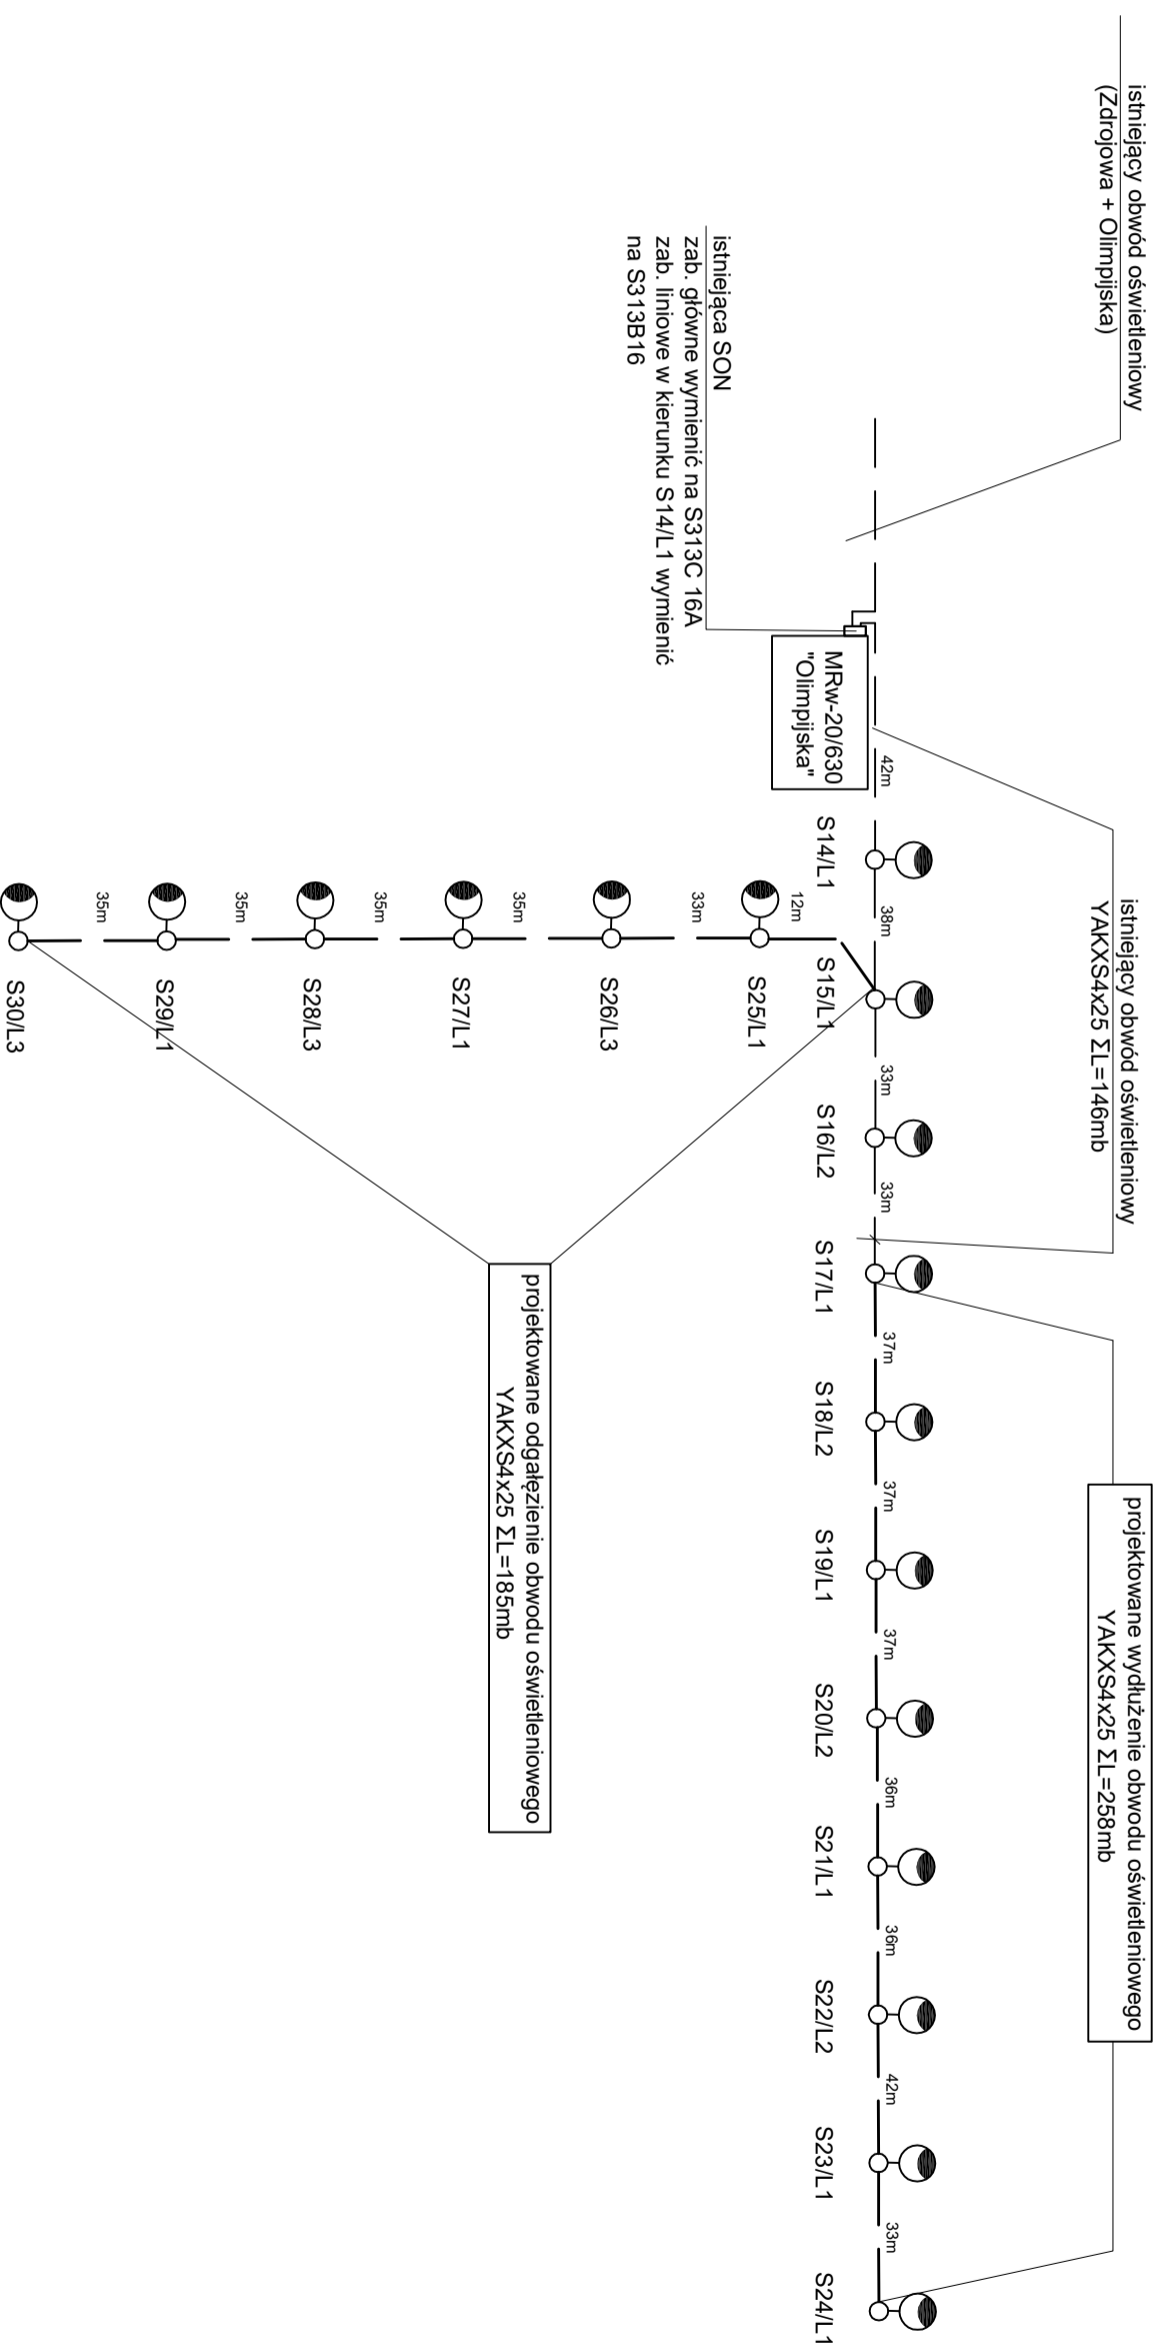 istniejący obwód oświetleniowy
(Zdrojowa + Olimpijska)
istniejąca SON
zab. główne wymienić na S313C 16A
zab. liniowe w kierunku S14/L1 wymienić
na S313B16
MRw-20/630
"Olimpijska"
istniejący obwód oświetleniowy
YAKXS4x25 ΣL=146mb
projektowane wydłużenie obwodu oświetleniowego
YAKXS4x25 ΣL=258mb
42m
38m
33m
33m
37m
37m
37m
36m
36m
42m
33m
S14/L1
S15/L1
S16/L2
S17/L1
S18/L2
S19/L1
S20/L2
S21/L1
S22/L2
S23/L1
S24/L1
12m
33m
35m
35m
35m
35m
S25/L1
S26/L3
S27/L1
S28/L3
S29/L1
S30/L3
projektowane odgałęzienie obwodu oświetleniowego
YAKXS4x25 ΣL=185mb